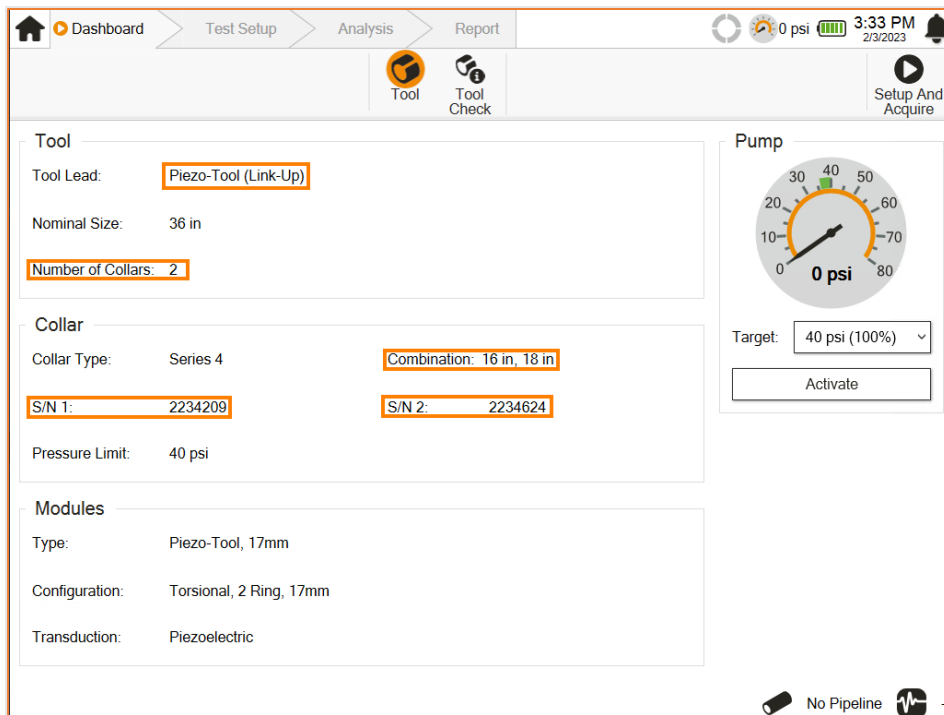 Dashboard
Test Setup
Analysis
Report
0 psi
3:33 PM
2/3/2023
Tool
Tool
Check
Setup And
Acquire
Tool
Tool Lead: Piezo-Tool (Link-Up)
Nominal Size: 36 in
Number of Collars: 2
Collar
Collar Type: Series 4 Combination: 16 in, 18 in
S/N 1: 2234209 S/N 2: 2234624
Pressure Limit: 40 psi
Modules
Type: Piezo-Tool, 17mm
Configuration: Torsional, 2 Ring, 17mm
Transduction: Piezoelectric
Pump
0 10 20 30 40 50 60 70 80
0 psi
Target: 40 psi (100%)
Activate
No Pipeline